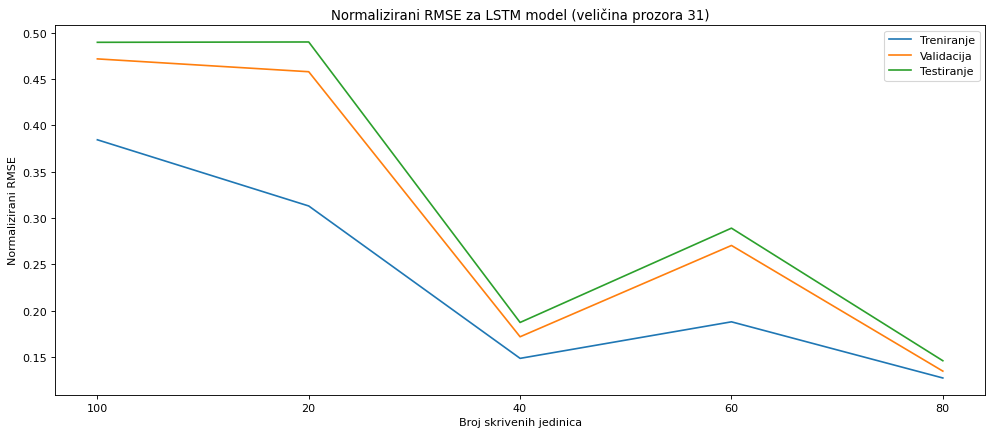 Normalizirani RMSE za LSTM model (veličina prozora 31)
Treniranje
Validacija
Testiranje
Normalizirani RMSE
0.50
0.45
0.40
0.35
0.30
0.25
0.20
0.15
100 20 40 60 80
Broj skrivenih jedinica